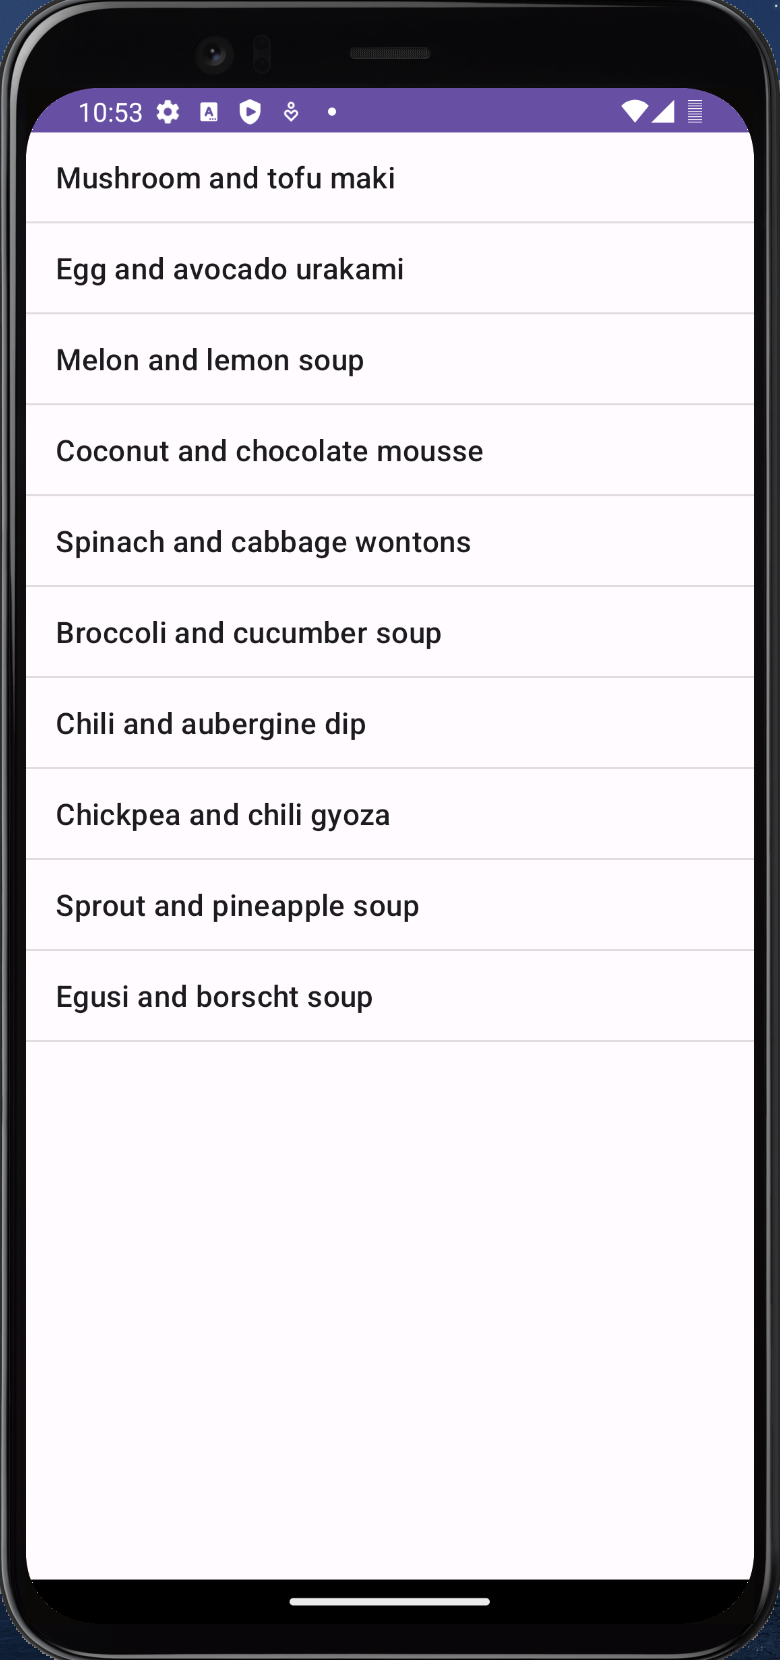 10:53
Mushroom and tofu maki
Egg and avocado urakami
Melon and lemon soup
Coconut and chocolate mousse
Spinach and cabbage wontons
Broccoli and cucumber soup
Chili and aubergine dip
Chickpea and chili gyoza
Sprout and pineapple soup
Egusi and borscht soup